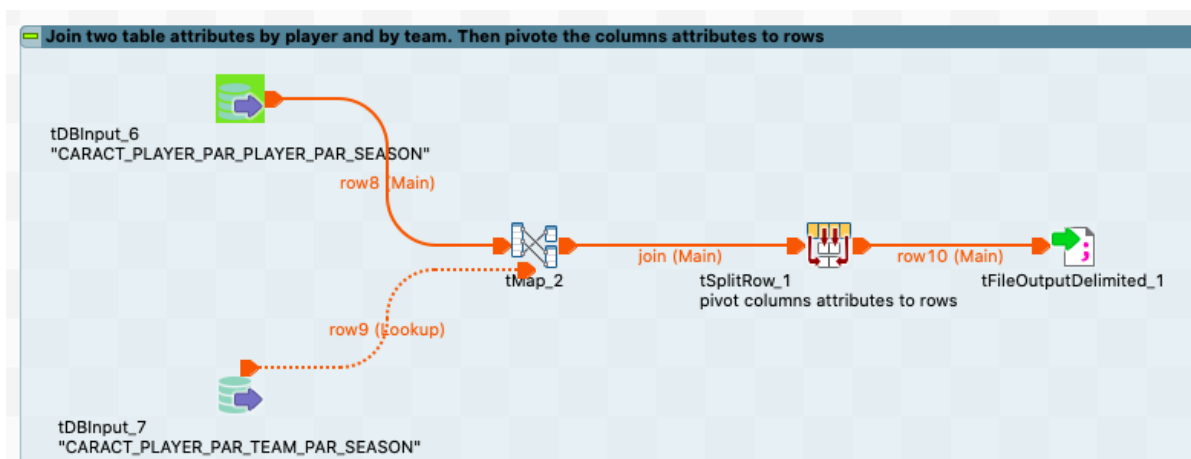 Join two table attributes by player and by team. Then pivote the columns attributes to rows
tDBInput_6
"CARACT_PLAYER_PAR_PLAYER_PAR_SEASON"
row8 (Main)
join (Main)
row10 (Main)
tMap_2
tSplitRow_1
pivot columns attributes to rows
tFileOutputDelimited_1
row9 (Lookup)
tDBInput_7
"CARACT_PLAYER_PAR_TEAM_PAR_SEASON"